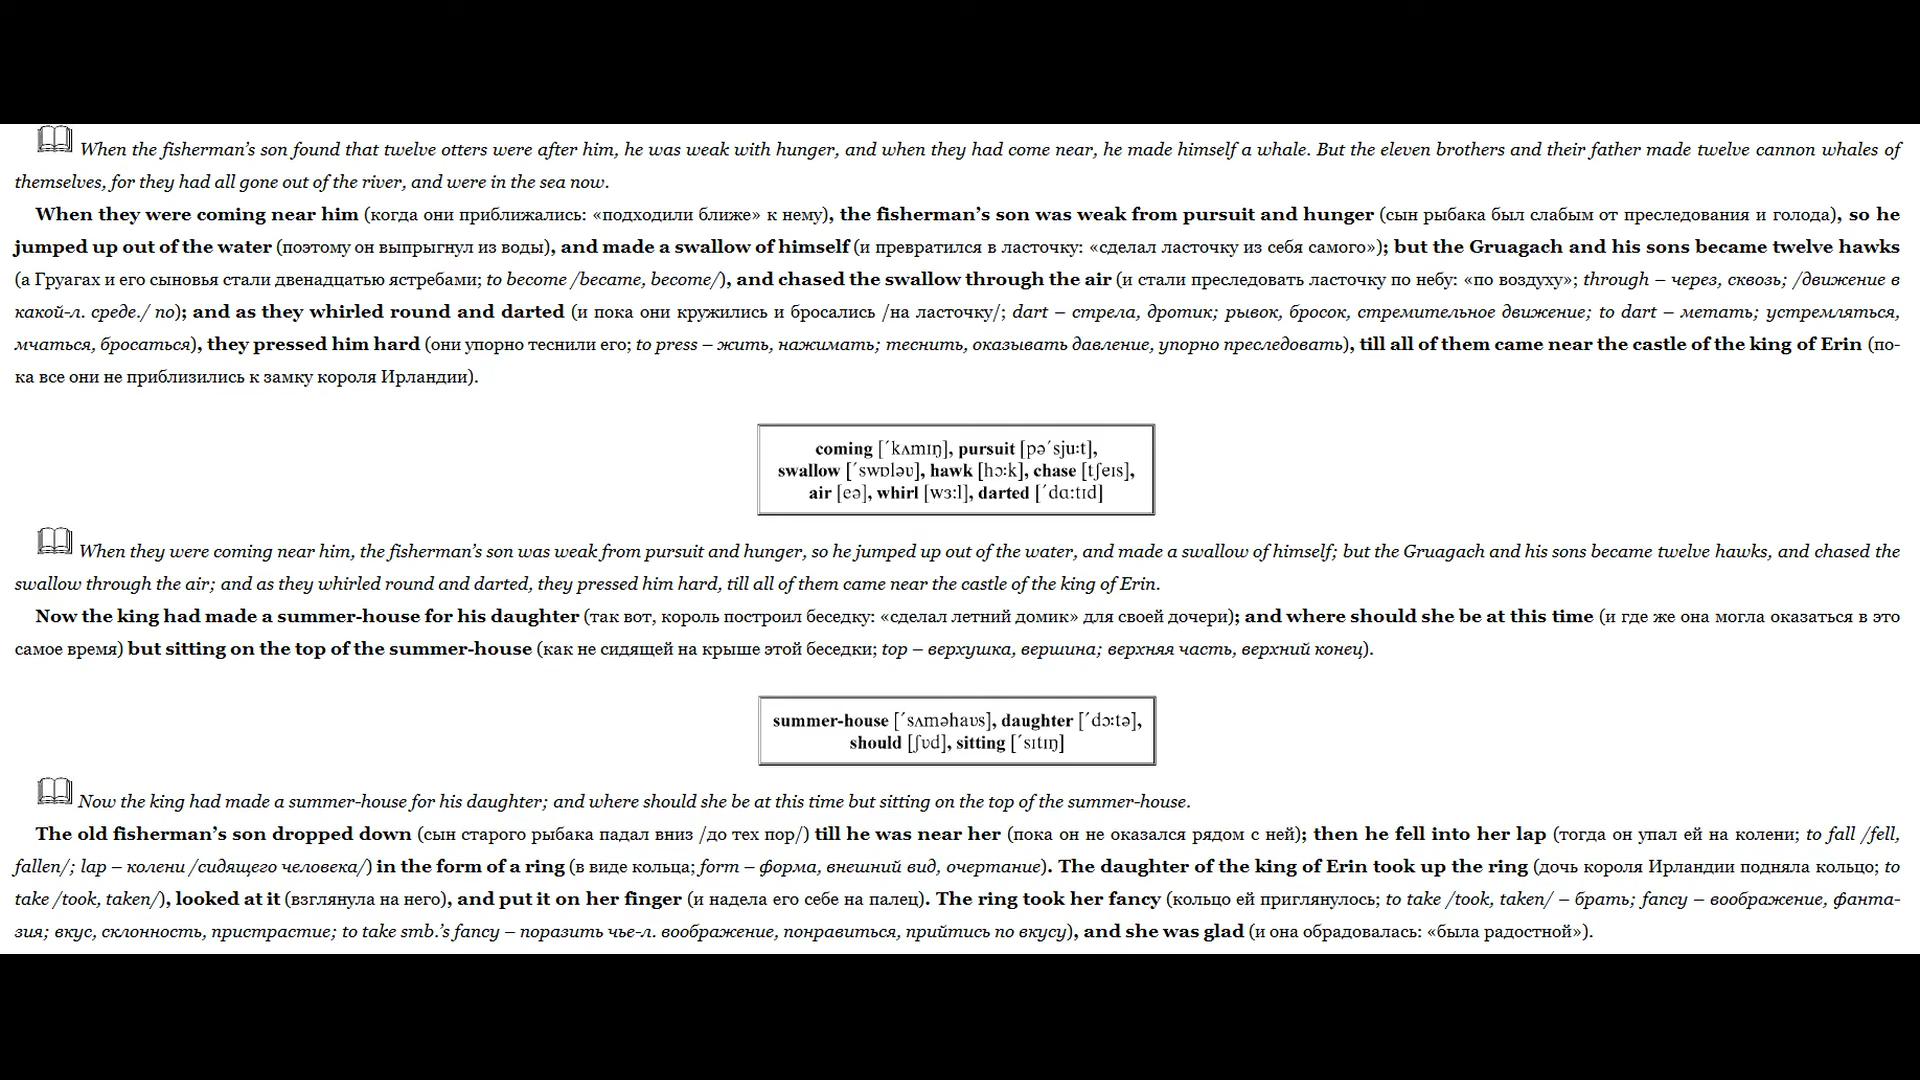 When the fisherman’s son found that twelve otters were after him, he was weak with hunger, and when they had come near, he made himself a whale. But the eleven brothers and their father made twelve cannon whales of
themselves, for they had all gone out of the river, and were in the sea now.
When they were coming near him (когда они приближались: «подходили ближе» к нему), the fisherman’s son was weak from pursuit and hunger (сын рыбака был слабым от преследования и голода), so he
jumped up out of the water (поэтому он выпрыгнул из воды), and made a swallow of himself (и превратился в ласточку: «сделал ласточку из себя самого»); but the Gruagach and his sons became twelve hawks
(а Груагах и его сыновья стали двенадцатью ястребами; to become /became, become/), and chased the swallow through the air (и стали преследовать ласточку по небу: «по воздуху»; through – через, сквозь; /движение в
какой-л. среде./ по); and as they whirled round and darted (и пока они кружились и бросались /на ласточку/; dart – стрела, дротик; рывок, бросок, стремительное движение; to dart – метать; устремляться,
мчаться, бросаться), they pressed him hard (они упорно теснили его; to press – жить, нажимать; теснить, оказывать давление, упорно преследовать), till all of them came near the castle of the king of Erin (по-
ка все они не приблизились к замку короля Ирландии).
coming [´kʌmıŋ], pursuit [pə´sju:t],
swallow [´swɒləʊ], hawk [hɔ:k], chase [tʃeıs],
air [eə], whirl [wɜ:l], darted [´dɑ:tıd]
When they were coming near him, the fisherman’s son was weak from pursuit and hunger, so he jumped up out of the water, and made a swallow of himself; but the Gruagach and his sons became twelve hawks, and chased the
swallow through the air; and as they whirled round and darted, they pressed him hard, till all of them came near the castle of the king of Erin.
Now the king had made a summer-house for his daughter (так вот, король построил беседку: «сделал летний домик» для своей дочери); and where should she be at this time (и где же она могла оказаться в это
самое время) but sitting on the top of the summer-house (как не сидящей на крыше этой беседки; top – верхушка, вершина; верхняя часть, верхний конец).
summer-house [´sʌməhaʊs], daughter [´dɔ:tə],
should [ʃʊd], sitting [´sıtıŋ]
Now the king had made a summer-house for his daughter; and where should she be at this time but sitting on the top of the summer-house.
The old fisherman’s son dropped down (сын старого рыбака падал вниз /до тех пор/) till he was near her (пока он не оказался рядом с ней); then he fell into her lap (тогда он упал ей на колени; to fall /fell,
fallen/; lap – колени /сидящего человека/) in the form of a ring (в виде кольца; form – форма, внешний вид, очертание). The daughter of the king of Erin took up the ring (дочь короля Ирландии подняла кольцо; to
take /took, taken/), looked at it (взглянула на него), and put it on her finger (и надела его себе на палец). The ring took her fancy (кольцо ей приглянулось; to take /took, taken/ – брать; fancy – воображение, фанта-
зия; вкус, склонность, пристрастие; to take smb.’s fancy – поразить чье-л. воображение, понравиться, прийтись по вкусу), and she was glad (и она обрадовалась: «была радостной»).